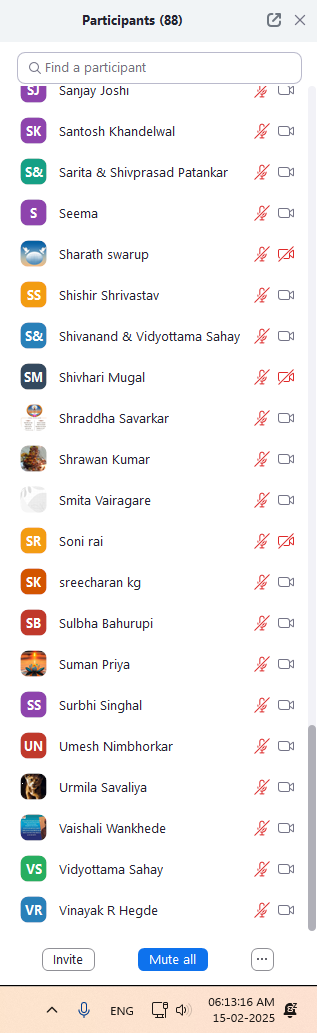 Participants (88)
Find a participant
SJ Sanjay Joshi
SK Santosh Khandelwal
S& Sarita & Shivprasad Patankar
S Seema
Sharath swarup
SS Shishir Shrivastav
S& Shivanand & Vidyottama Sahay
SM Shivhari Mugal
Shraddha Savarkar
Shrawan Kumar
Smita Vairagare
SR Soni rai
SK sreecharan kg
SB Sulbha Bahurupi
Suman Priya
SS Surbhi Singhal
UN Umesh Nimbhorkar
Urmila Savaliya
Vaishali Wankhede
VS Vidyottama Sahay
VR Vinayak R Hegde
Invite Mute all ...
ENG 06:13:16 AM
15-02-2025